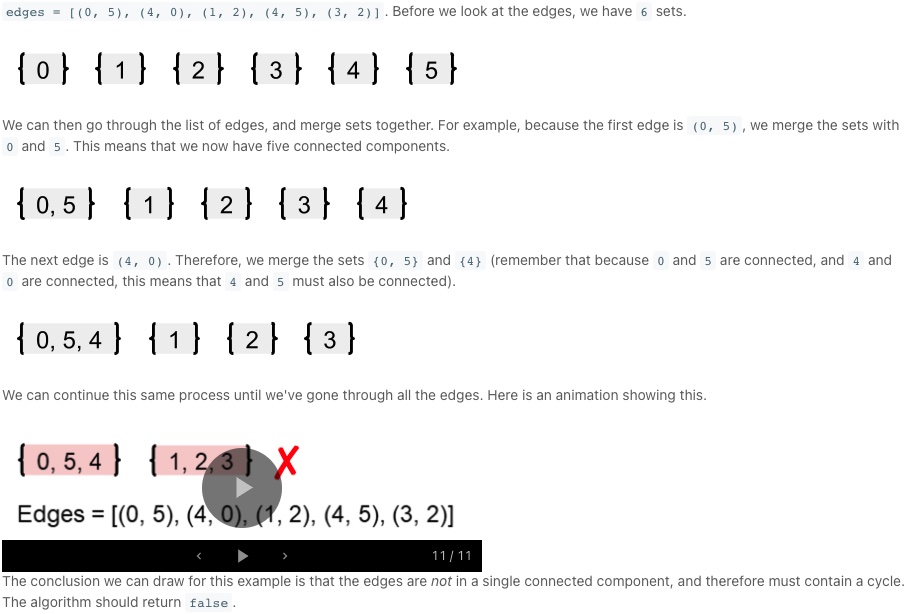 edges = [(0, 5), (4, 0), (1, 2), (4, 5), (3, 2)]. Before we look at the edges, we have 6 sets.
{ 0 } { 1 } { 2 } { 3 } { 4 } { 5 }
We can then go through the list of edges, and merge sets together. For example, because the first edge is (0, 5), we merge the sets with
0 and 5. This means that we now have five connected components.
{ 0, 5 } { 1 } { 2 } { 3 } { 4 }
The next edge is (4, 0). Therefore, we merge the sets {0, 5} and {4} (remember that because 0 and 5 are connected, and 4 and
0 are connected, this means that 4 and 5 must also be connected).
{ 0, 5, 4 } { 1 } { 2 } { 3 }
We can continue this same process until we've gone through all the edges. Here is an animation showing this.
{ 0, 5, 4 } { 1, 2, 3 } ✗
Edges = [(0, 5), (4, 0), (1, 2), (4, 5), (3, 2)]
11 / 11
The conclusion we can draw for this example is that the edges are not in a single connected component, and therefore must contain a cycle.
The algorithm should return false.